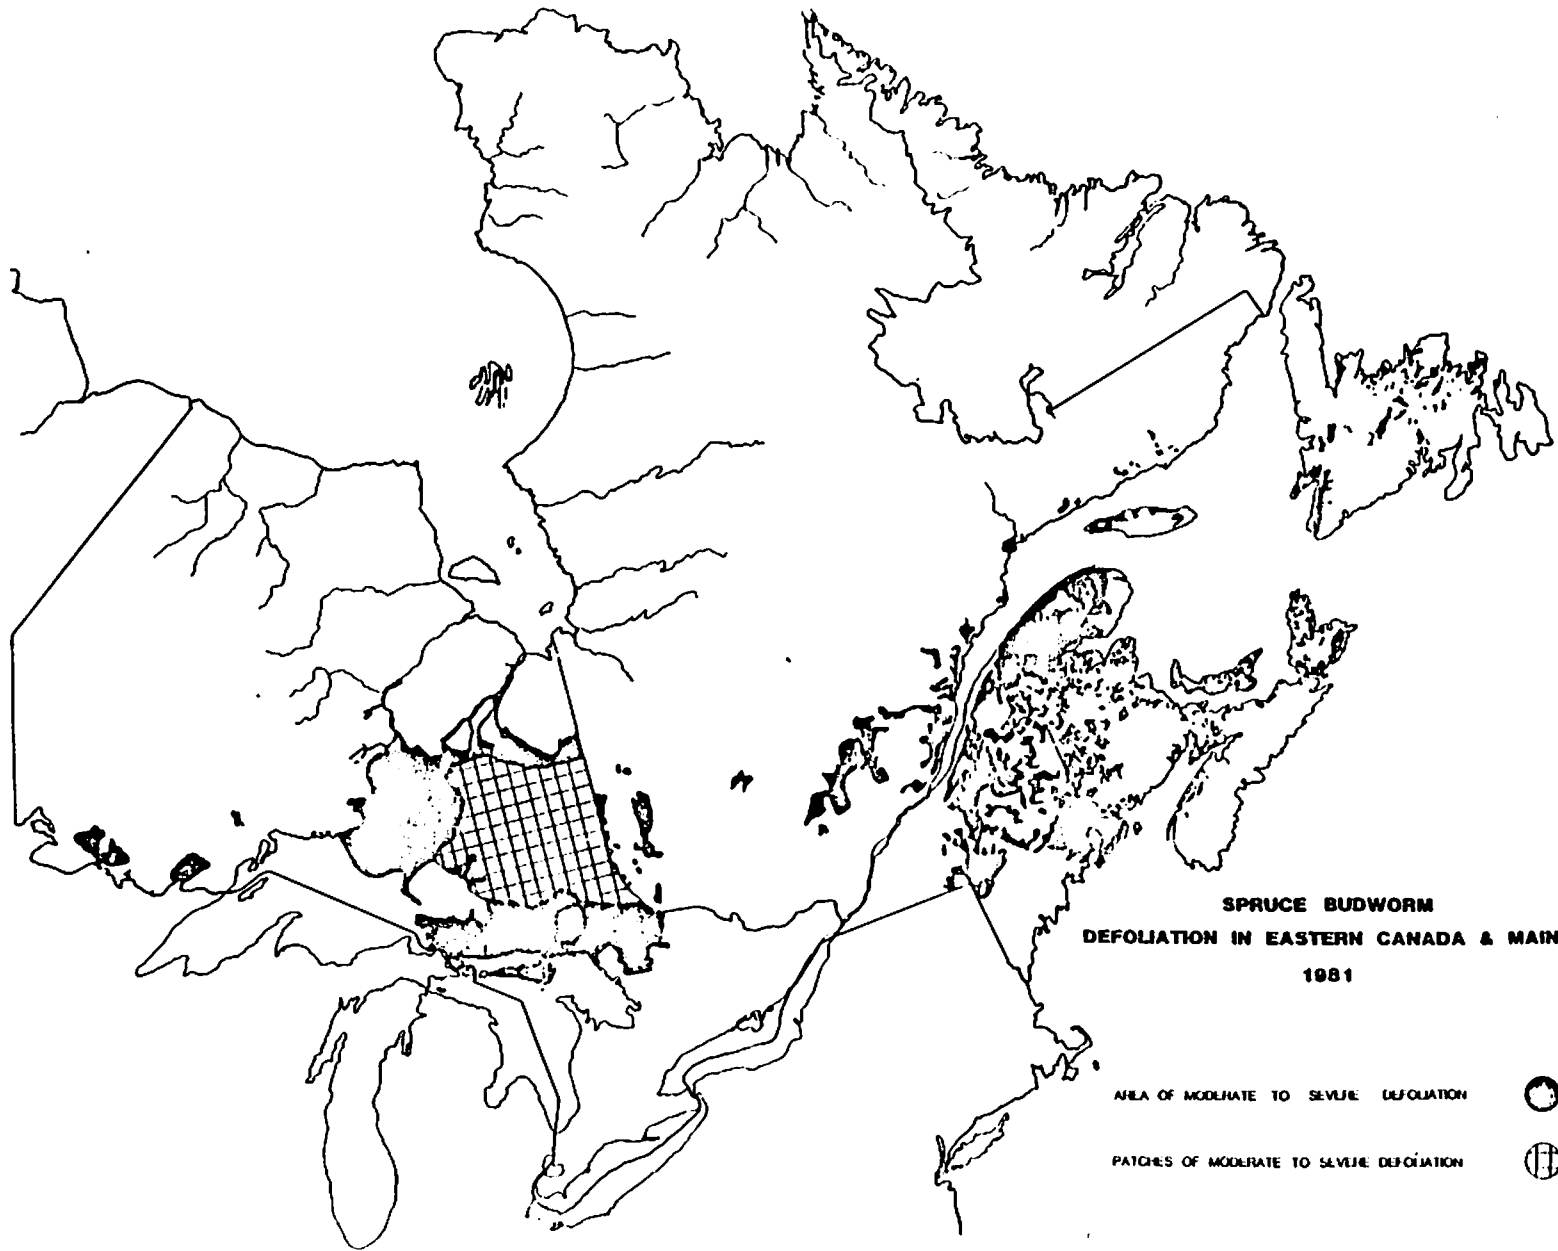 SPRUCE BUDWORM
DEFOLIATION IN EASTERN CANADA & MAIN
1981
AREA OF MODERATE TO SEVERE DEFOLIATION
PATCHES OF MODERATE TO SEVERE DEFOLIATION